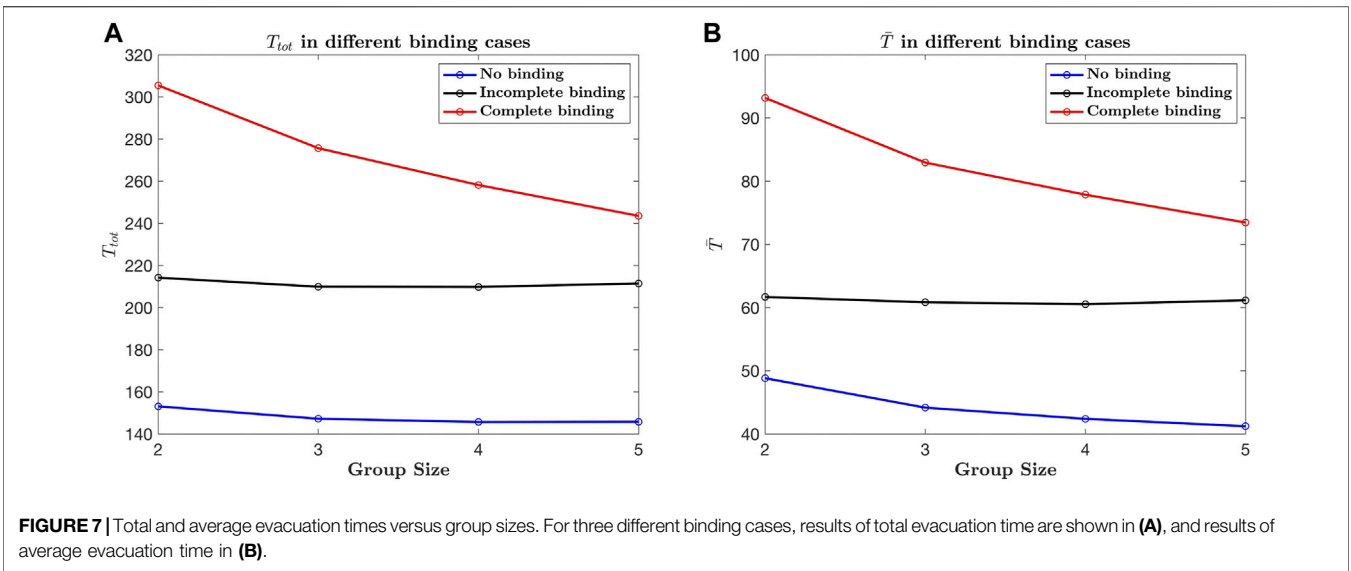 A
T_tot in different binding cases
320
300
280
260
240
220
200
180
160
140
T_tot
2
3
4
5
Group Size
No binding
Incomplete binding
Complete binding
B
T̄ in different binding cases
100
90
80
70
60
50
40
T̄
2
3
4
5
Group Size
No binding
Incomplete binding
Complete binding
FIGURE 7 | Total and average evacuation times versus group sizes. For three different binding cases, results of total evacuation time are shown in (A), and results of
average evacuation time in (B).